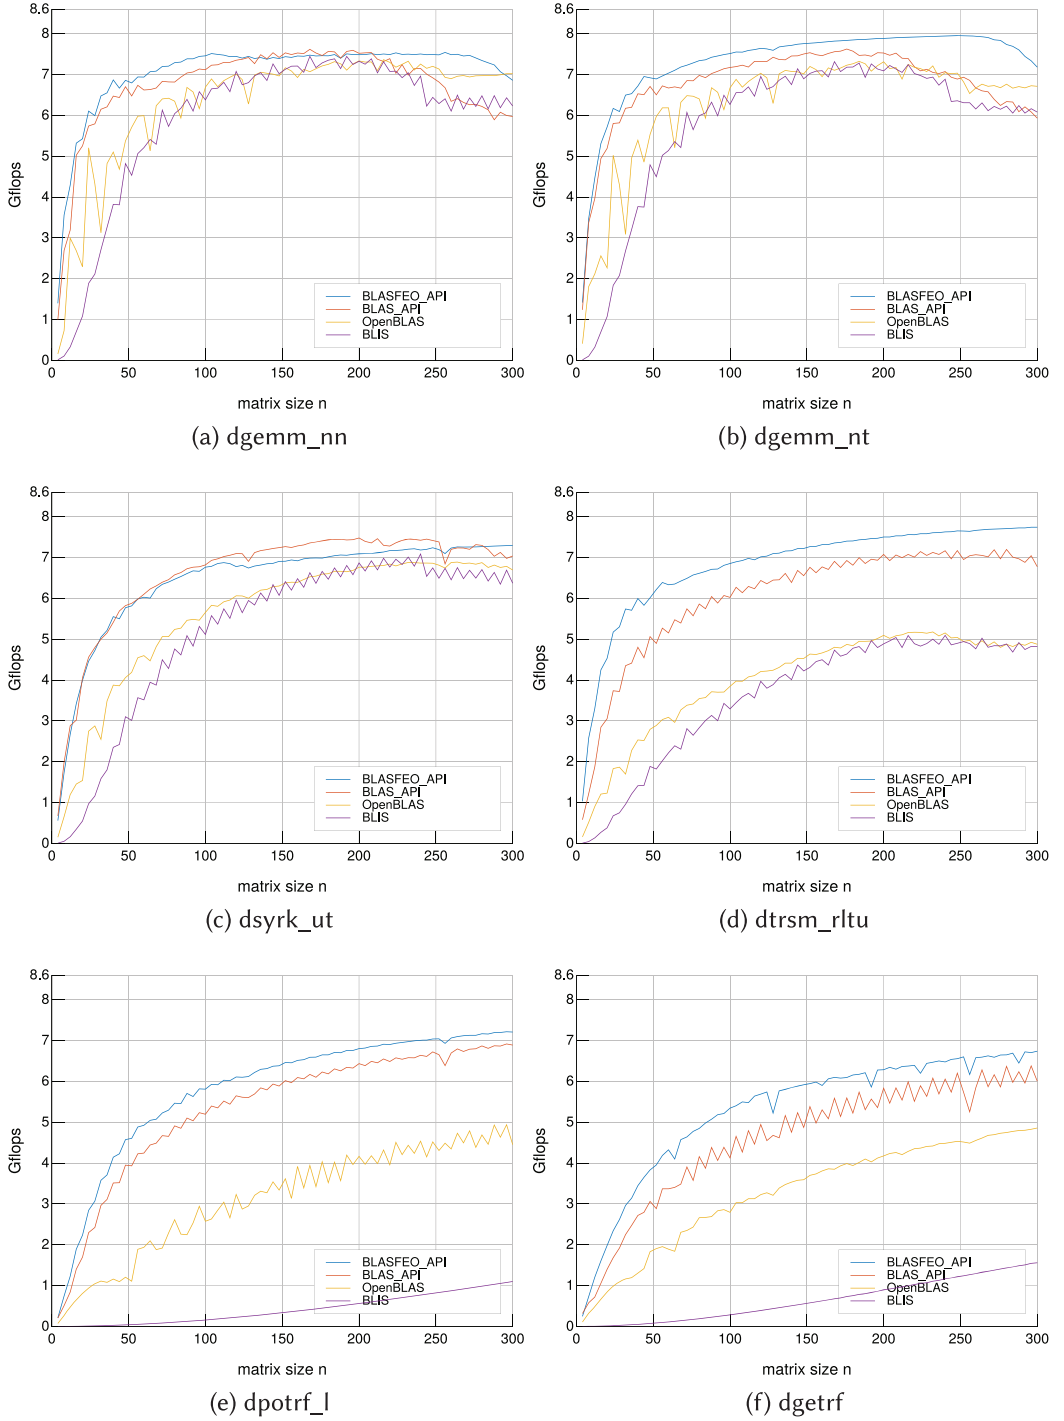 8.6
8
7
6
5
4
3
2
1
0
Gflops
0 50 100 150 200 250 300
matrix size n
BLASFEO_API
BLAS_API
OpenBLAS
BLIS
(a) dgemm_nn
8.6
8
7
6
5
4
3
2
1
0
Gflops
0 50 100 150 200 250 300
matrix size n
BLASFEO_API
BLAS_API
OpenBLAS
BLIS
(b) dgemm_nt
8.6
8
7
6
5
4
3
2
1
0
Gflops
0 50 100 150 200 250 300
matrix size n
BLASFEO_API
BLAS_API
OpenBLAS
BLIS
(c) dsyrk_ut
8.6
8
7
6
5
4
3
2
1
0
Gflops
0 50 100 150 200 250 300
matrix size n
BLASFEO_API
BLAS_API
OpenBLAS
BLIS
(d) dtrsm_rltu
8.6
8
7
6
5
4
3
2
1
0
Gflops
0 50 100 150 200 250 300
matrix size n
BLASFEO_API
BLAS_API
OpenBLAS
BLIS
(e) dpotrf_l
8.6
8
7
6
5
4
3
2
1
0
Gflops
0 50 100 150 200 250 300
matrix size n
BLASFEO_API
BLAS_API
OpenBLAS
BLIS
(f) dgetrf